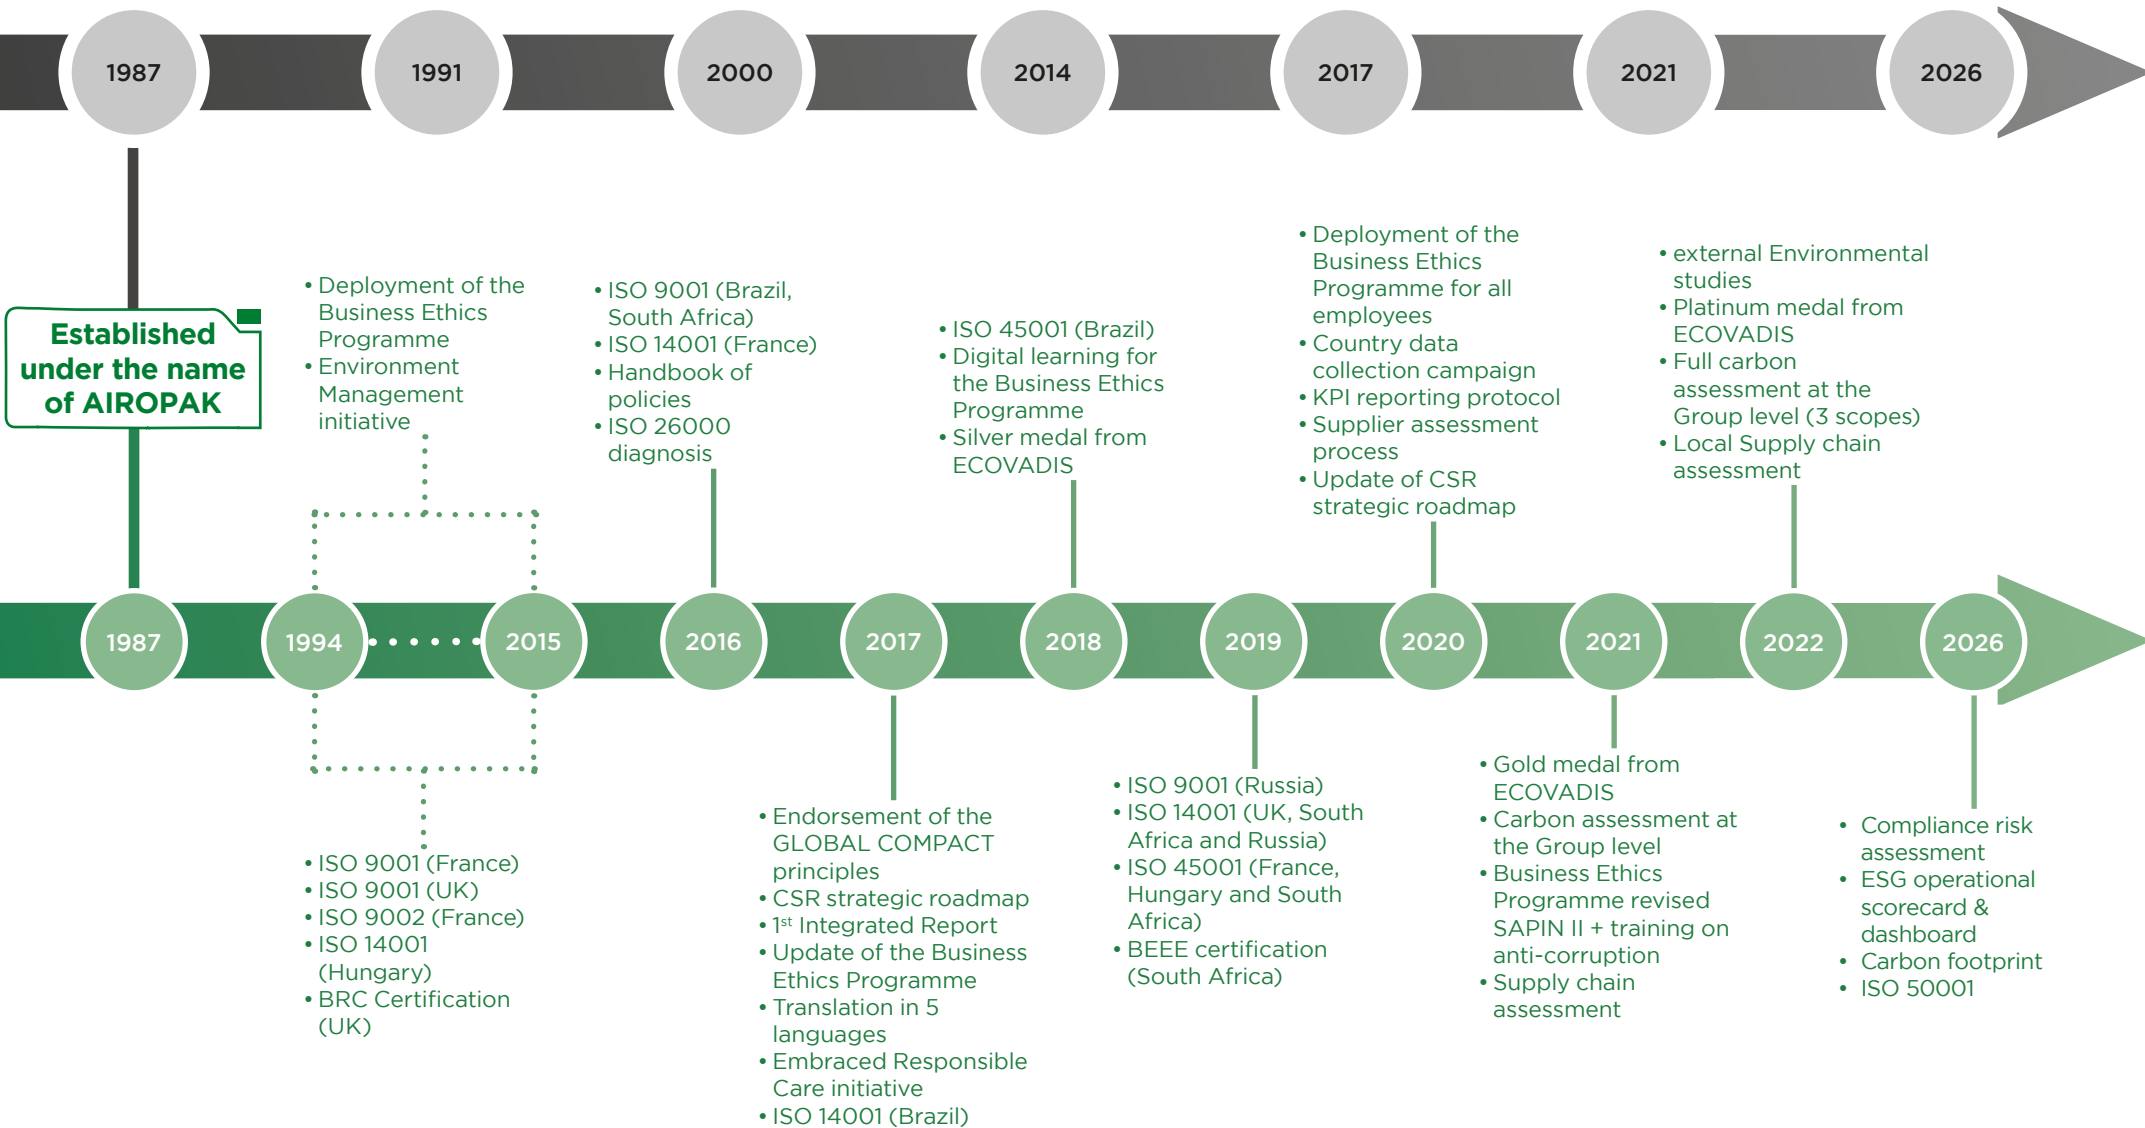 1987
1991
2000
2014
2017
2021
2026
Established
under the name
of AIROPAK
• Deployment of the
Business Ethics
Programme
• Environment
Management
initiative
• ISO 9001 (Brazil,
South Africa)
• ISO 14001 (France)
• Handbook of
policies
• ISO 26000
diagnosis
• ISO 45001 (Brazil)
• Digital learning for
the Business Ethics
Programme
• Silver medal from
ECOVADIS
• Deployment of the
Business Ethics
Programme for all
employees
• Country data
collection campaign
• KPI reporting protocol
• Supplier assessment
process
• Update of CSR
strategic roadmap
• external Environmental
studies
• Platinum medal from
ECOVADIS
• Full carbon
assessment at the
Group level (3 scopes)
• Local Supply chain
assessment
1987
1994
2015
2016
2017
2018
2019
2020
2021
2022
2026
• ISO 9001 (France)
• ISO 9001 (UK)
• ISO 9002 (France)
• ISO 14001
(Hungary)
• BRC Certification
(UK)
• Endorsement of the
GLOBAL COMPACT
principles
• CSR strategic roadmap
• 1st Integrated Report
• Update of the Business
Ethics Programme
• Translation in 5
languages
• Embraced Responsible
Care initiative
• ISO 14001 (Brazil)
• ISO 9001 (Russia)
• ISO 14001 (UK, South
Africa and Russia)
• ISO 45001 (France,
Hungary and South
Africa)
• BEEE certification
(South Africa)
• Gold medal from
ECOVADIS
• Carbon assessment at
the Group level
• Business Ethics
Programme revised
SAPIN II + training on
anti-corruption
• Supply chain
assessment
• Compliance risk
assessment
• ESG operational
scorecard &
dashboard
• Carbon footprint
• ISO 50001